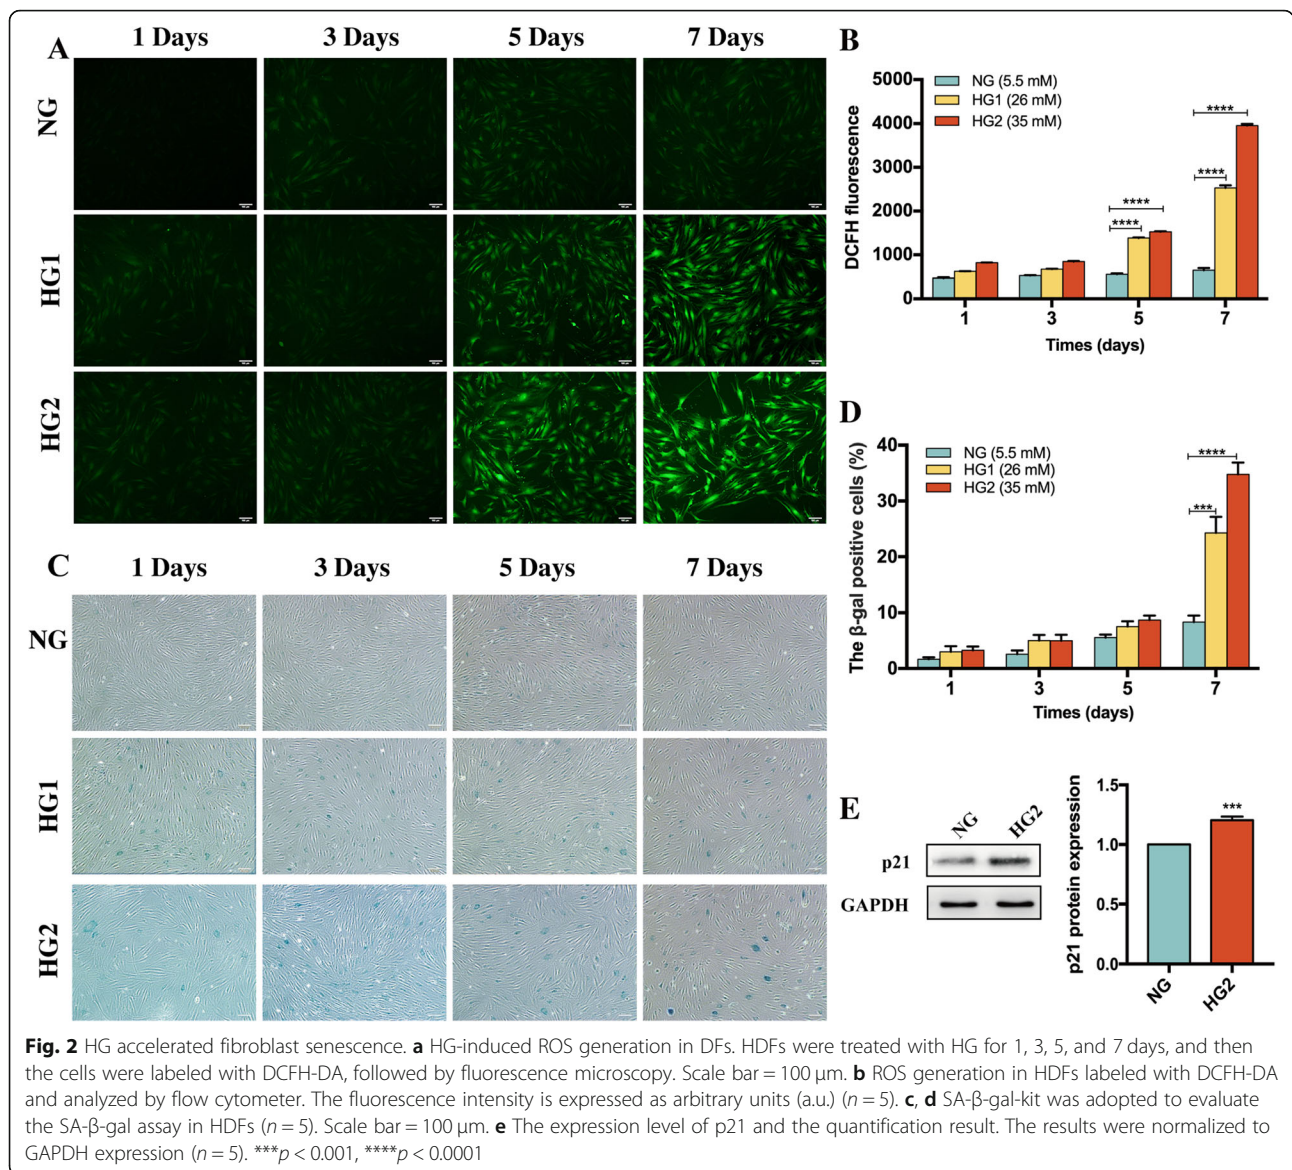 A
1 Days 3 Days 5 Days 7 Days
NG
HG1
HG2
B
NG (5.5 mM)
HG1 (26 mM)
HG2 (35 mM)
DCFH fluorescence
5000
4000
3000
2000
1000
0
****
****
****
****
1 3 5 7
Times (days)
C
1 Days 3 Days 5 Days 7 Days
NG
HG1
HG2
D
NG (5.5 mM)
HG1 (26 mM)
HG2 (35 mM)
The β-gal positive cells (%)
40
30
20
10
0
****
***
1 3 5 7
Times (days)
E
NG HG2
p21
GAPDH
p21 protein expression
1.5
1.0
0.5
0.0
***
NG HG2
Fig. 2 HG accelerated fibroblast senescence. a HG-induced ROS generation in DFs. HDFs were treated with HG for 1, 3, 5, and 7 days, and then
the cells were labeled with DCFH-DA, followed by fluorescence microscopy. Scale bar = 100 μm. b ROS generation in HDFs labeled with DCFH-DA
and analyzed by flow cytometer. The fluorescence intensity is expressed as arbitrary units (a.u.) (n = 5). c, d SA-β-gal-kit was adopted to evaluate
the SA-β-gal assay in HDFs (n = 5). Scale bar = 100 μm. e The expression level of p21 and the quantification result. The results were normalized to
GAPDH expression (n = 5). ***p < 0.001, ****p < 0.0001